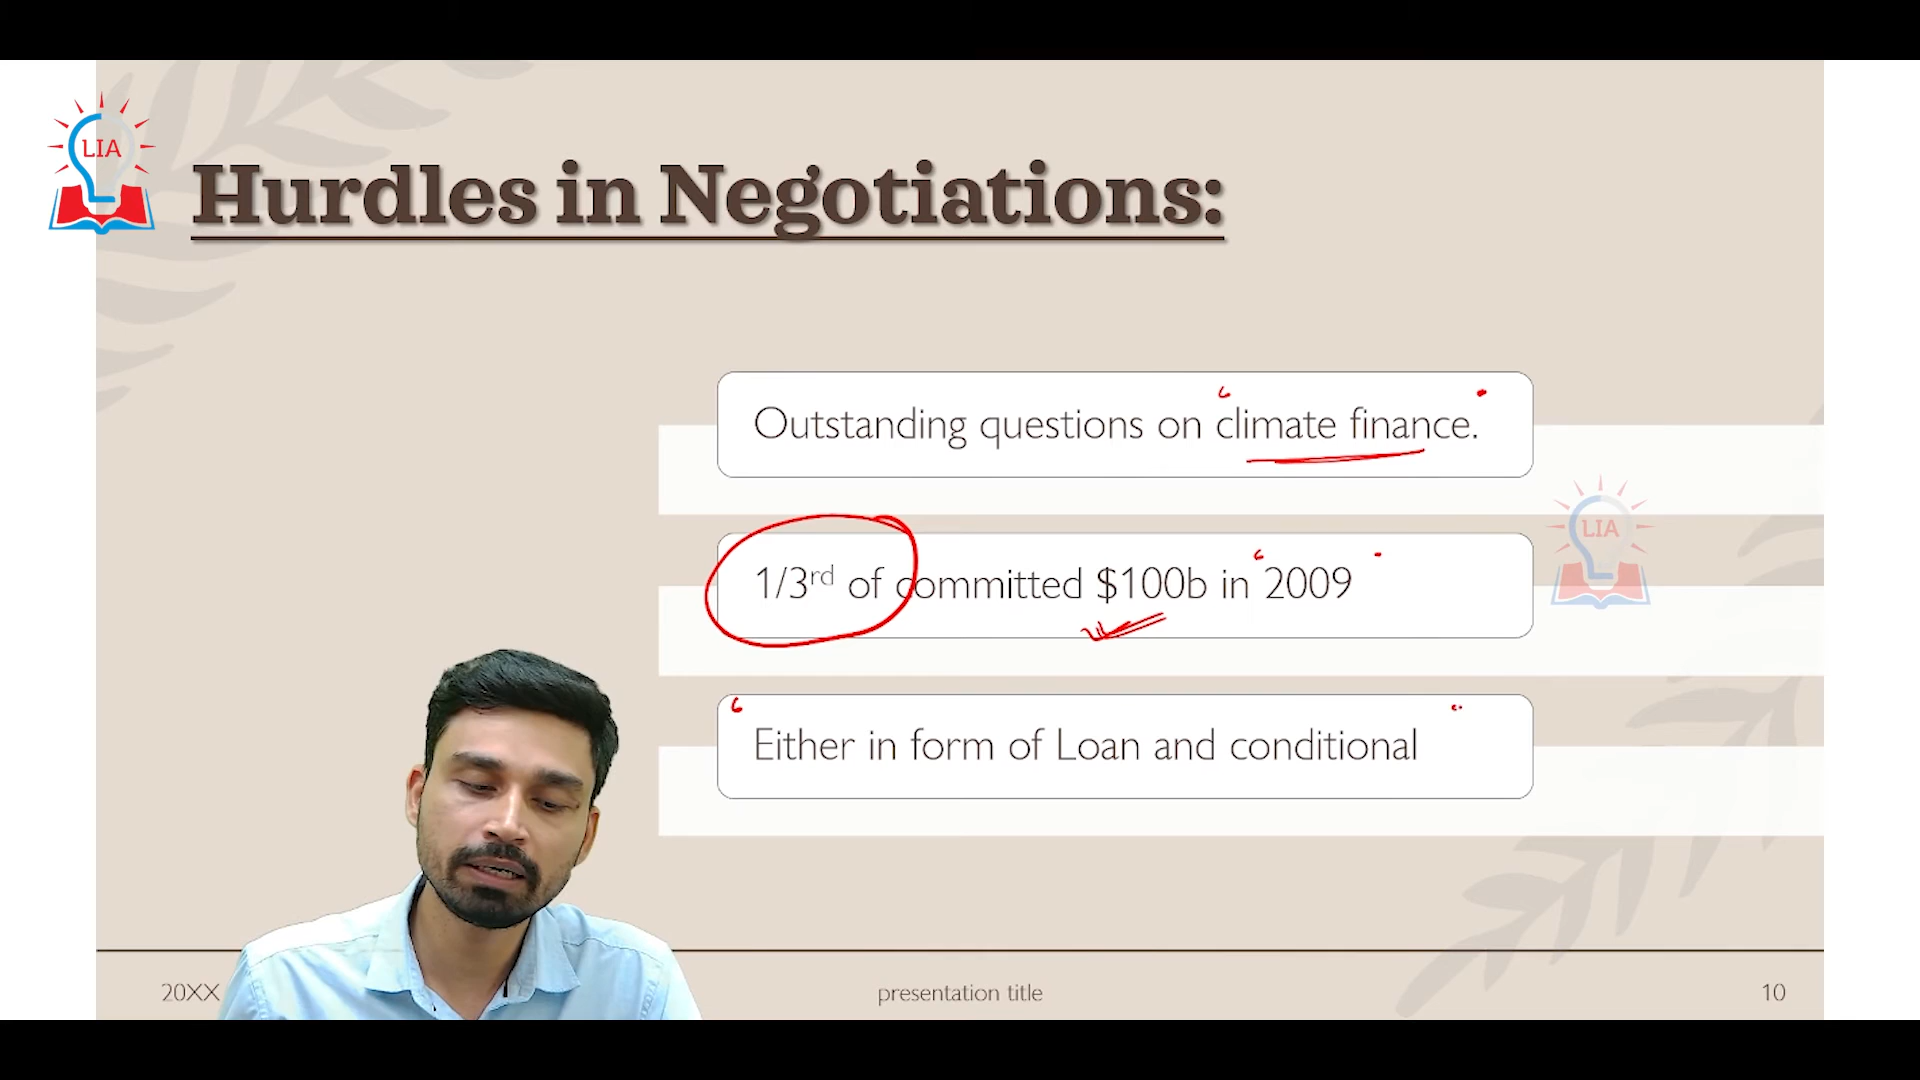 LIA
Hurdles in Negotiations:
Outstanding questions on climate finance.
LIA
1/3rd of committed $100b in 2009
Either in form of Loan and conditional
20XX
presentation title
10